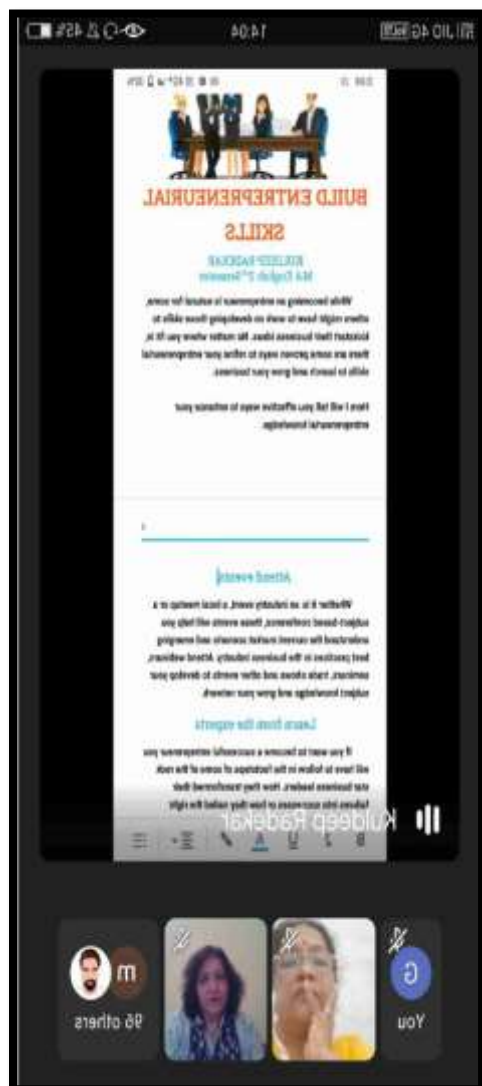 JIO 4G 14:04 45%
BUILD ENTREPRENEURIAL
SKILLS
KULDEEP RADEKAR
MA English 2nd Semester
While becoming an entrepreneur is natural for some,
others might have to work on developing those skills to
kickstart their business ideas. No matter where you fit in,
there are some proven ways to refine your entrepreneurial
skills to launch and grow your business.
Here I will tell you effective ways to enhance your
entrepreneurial knowledge.
Attend events
Whether it is an industry event, a local meetup or a
subject-based conference, these events will help you
understand the current market scenario and emerging
best practices in the business industry. Attend webinars,
seminars, trade shows and other events to develop your
subject knowledge and grow your network.
Learn from the experts
If you want to become a successful entrepreneur you
will have to follow in the footsteps of some of the rock
star business leaders. How they transformed their
failures into successes or how they nailed the right
Kuldeep Radekar
B I U A
G
You
m
96 others